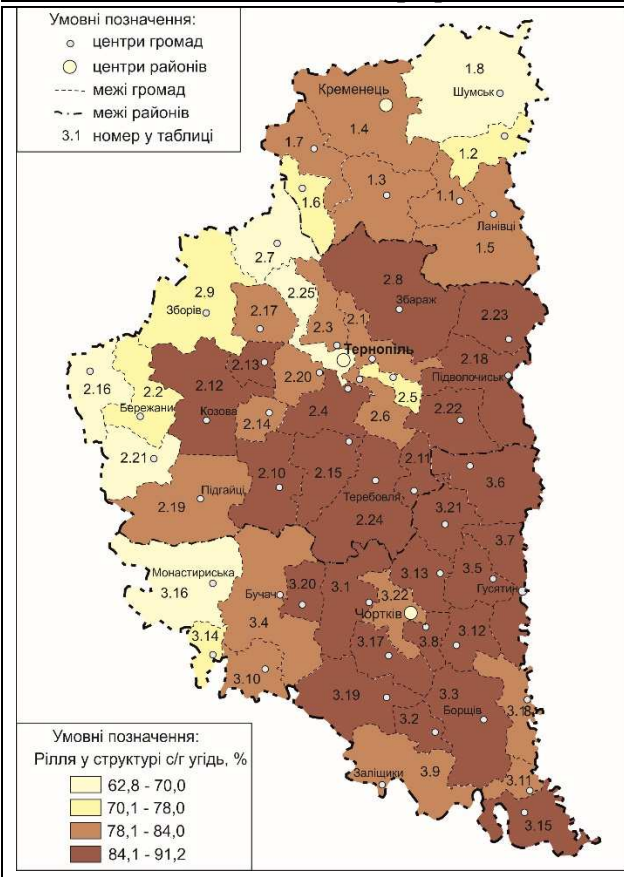 Умовні позначення:
центри громад
центри районів
межі громад
межі районів
3.1 номер у таблиці
1.8
Шумськ
Кременець
1.4
1.2
1.7
1.3
1.1
1.6
Ланівці
1.5
2.7
2.8
Збараж
2.9
Зборів
2.25
2.17
2.3
2.1
2.23
Тернопіль
2.18
Підволочиськ
2.13
2.16
2.2
2.12
2.20
2.5
Бережани
Козова
2.4
2.6
2.14
2.22
2.21
2.10
2.15
2.11
3.6
Підгайці
Теребовля
2.19
2.24
3.21
3.7
Монастириська
3.16
Бучач
3.20
3.1
3.13
3.5
Гусятин
3.22
Чортків
3.4
3.14
3.8
3.12
3.17
3.10
3.19
3.3
3.18
3.2
Борщів
Заліщики
3.9
3.11
3.15
Умовні позначення:
Рілля у структурі с/г угідь, %
62,8 - 70,0
70,1 - 78,0
78,1 - 84,0
84,1 - 91,2